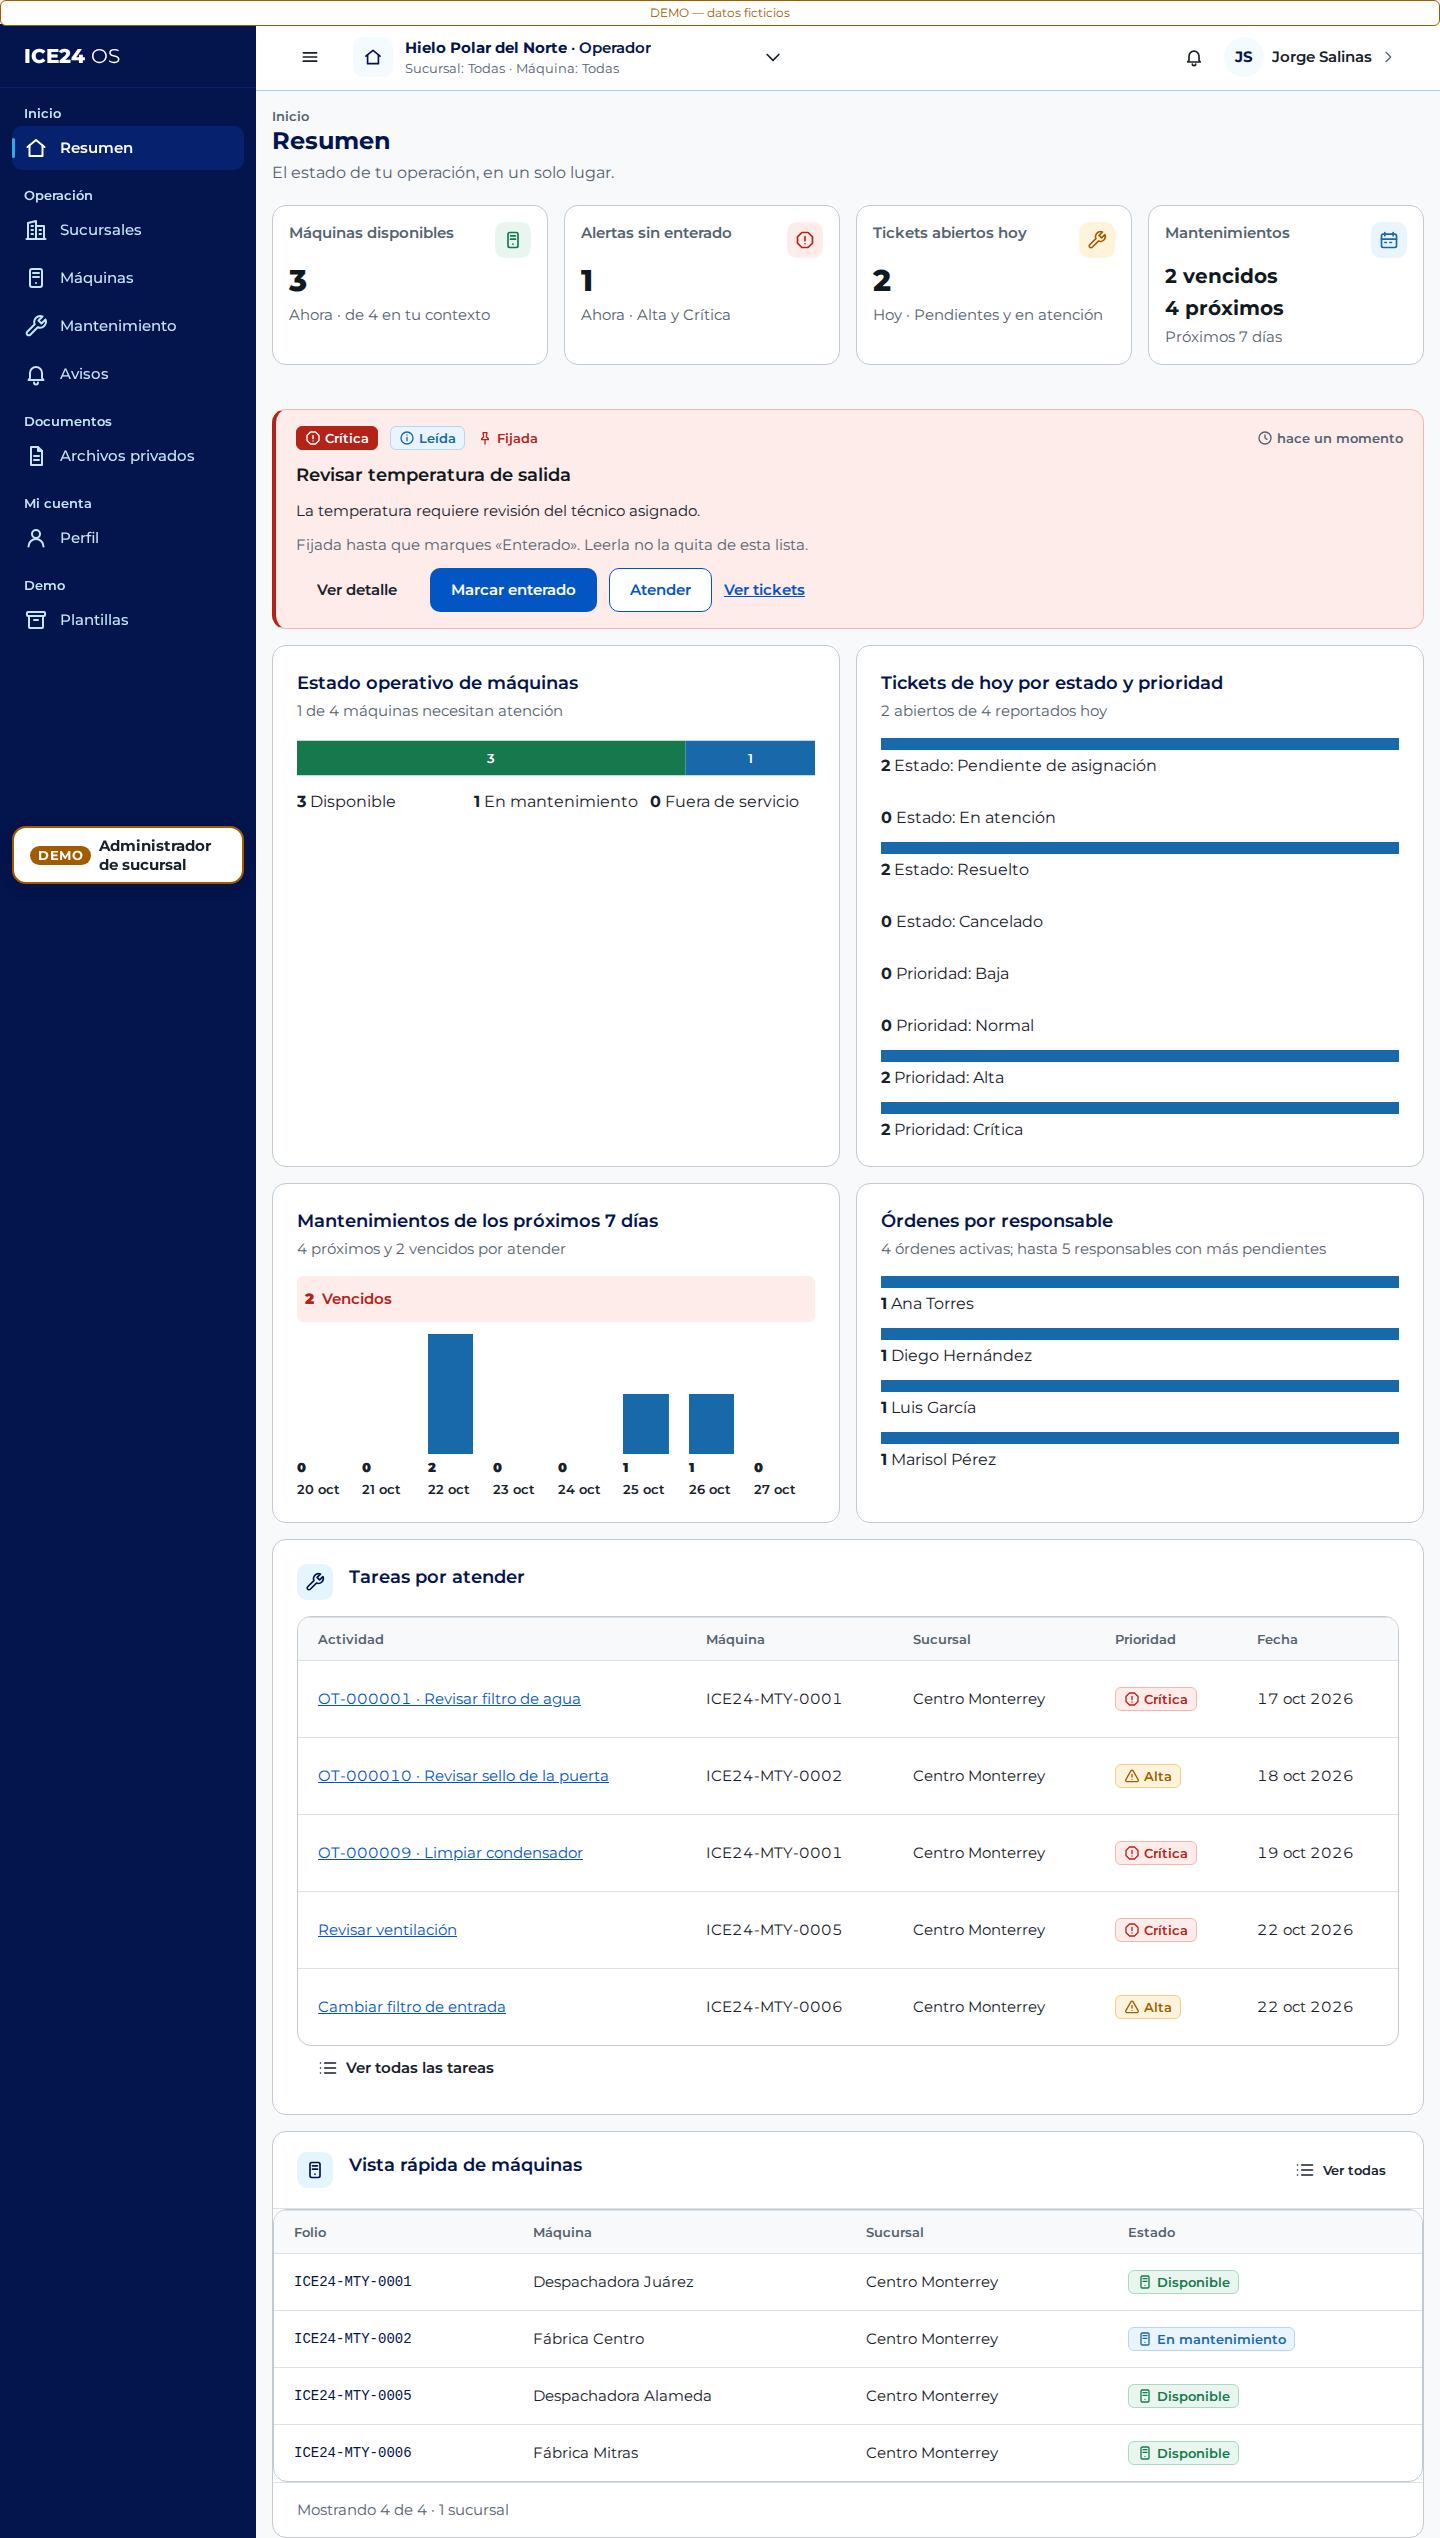 DEMO — datos ficticios
ICE24 OS
Inicio
Resumen
Operación
Sucursales
Máquinas
Mantenimiento
Avisos
Documentos
Archivos privados
Mi cuenta
Perfil
Demo
Plantillas
DEMO Administrador de sucursal
Hielo Polar del Norte · Operador
Sucursal: Todas · Máquina: Todas
JS Jorge Salinas
Inicio
Resumen
El estado de tu operación, en un solo lugar.
Máquinas disponibles
3
Ahora · de 4 en tu contexto
Alertas sin enterado
1
Ahora · Alta y Crítica
Tickets abiertos hoy
2
Hoy · Pendientes y en atención
Mantenimientos
2 vencidos
4 próximos
Próximos 7 días
Crítica Leída Fijada hace un momento
Revisar temperatura de salida
La temperatura requiere revisión del técnico asignado.
Fijada hasta que marques «Enterado». Leerla no la quita de esta lista.
Ver detalle Marcar enterado Atender Ver tickets
Estado operativo de máquinas
1 de 4 máquinas necesitan atención
3 1
3 Disponible 1 En mantenimiento 0 Fuera de servicio
Tickets de hoy por estado y prioridad
2 abiertos de 4 reportados hoy
2 Estado: Pendiente de asignación
0 Estado: En atención
2 Estado: Resuelto
0 Estado: Cancelado
0 Prioridad: Baja
0 Prioridad: Normal
2 Prioridad: Alta
2 Prioridad: Crítica
Mantenimientos de los próximos 7 días
4 próximos y 2 vencidos por atender
2 Vencidos
0 0 2 0 0 1 1 0
20 oct 21 oct 22 oct 23 oct 24 oct 25 oct 26 oct 27 oct
Órdenes por responsable
4 órdenes activas; hasta 5 responsables con más pendientes
1 Ana Torres
1 Diego Hernández
1 Luis García
1 Marisol Pérez
Tareas por atender
Actividad Máquina Sucursal Prioridad Fecha
OT-000001 · Revisar filtro de agua ICE24-MTY-0001 Centro Monterrey Crítica 17 oct 2026
OT-000010 · Revisar sello de la puerta ICE24-MTY-0002 Centro Monterrey Alta 18 oct 2026
OT-000009 · Limpiar condensador ICE24-MTY-0001 Centro Monterrey Crítica 19 oct 2026
Revisar ventilación ICE24-MTY-0005 Centro Monterrey Crítica 22 oct 2026
Cambiar filtro de entrada ICE24-MTY-0006 Centro Monterrey Alta 22 oct 2026
Ver todas las tareas
Vista rápida de máquinas Ver todas
Folio Máquina Sucursal Estado
ICE24-MTY-0001 Despachadora Juárez Centro Monterrey Disponible
ICE24-MTY-0002 Fábrica Centro Centro Monterrey En mantenimiento
ICE24-MTY-0005 Despachadora Alameda Centro Monterrey Disponible
ICE24-MTY-0006 Fábrica Mitras Centro Monterrey Disponible
Mostrando 4 de 4 · 1 sucursal